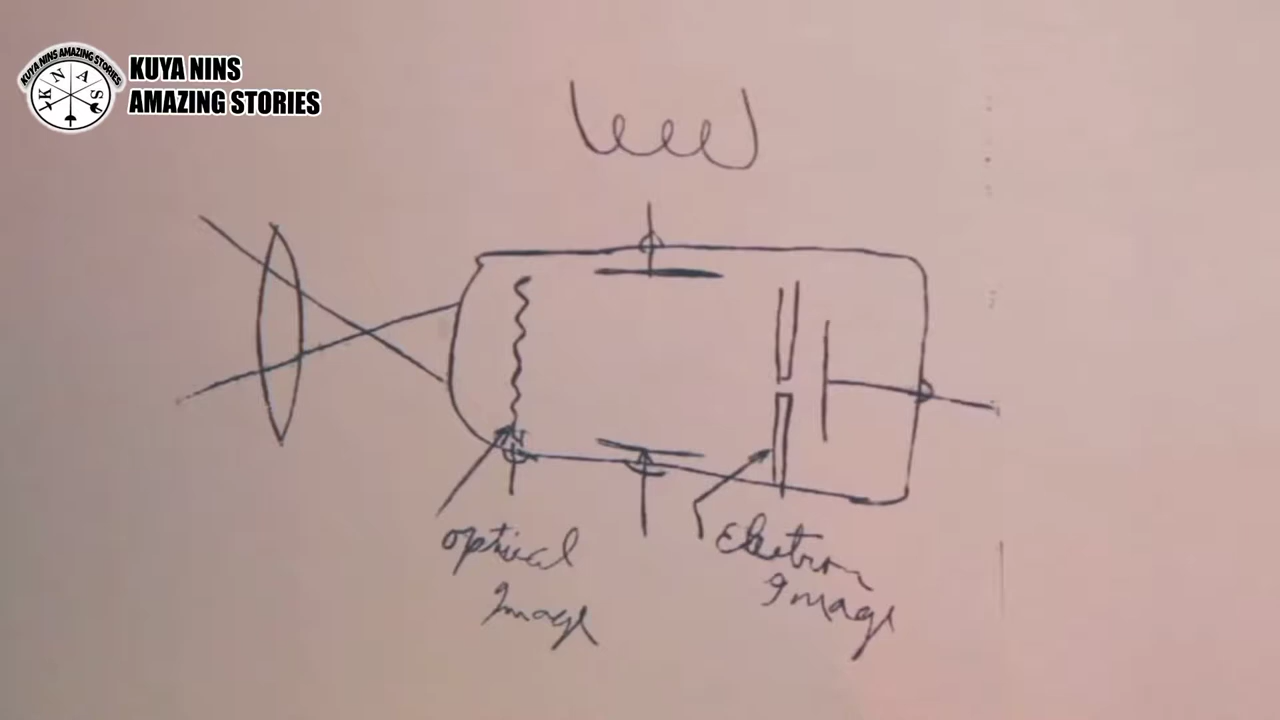 KUYA NINS AMAZING STORIES
K N A S
KUYA NINS
AMAZING STORIES
optical
Image
Electron
Image